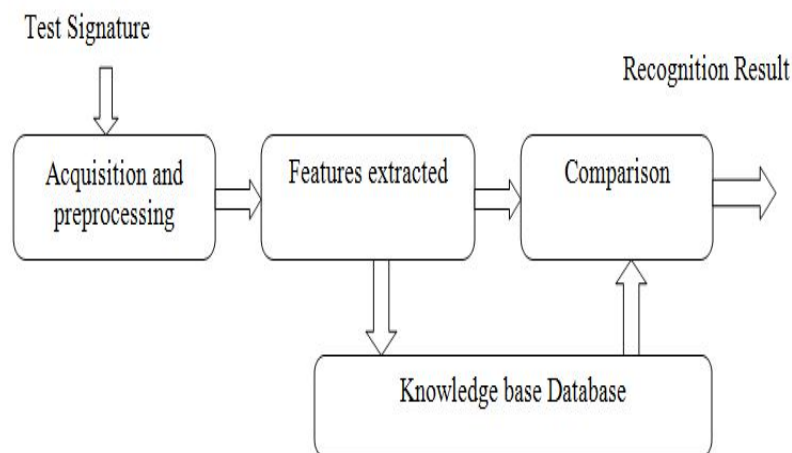 Test Signature
Recognition Result
Acquisition and
preprocessing
Features extracted
Comparison
Knowledge base Database